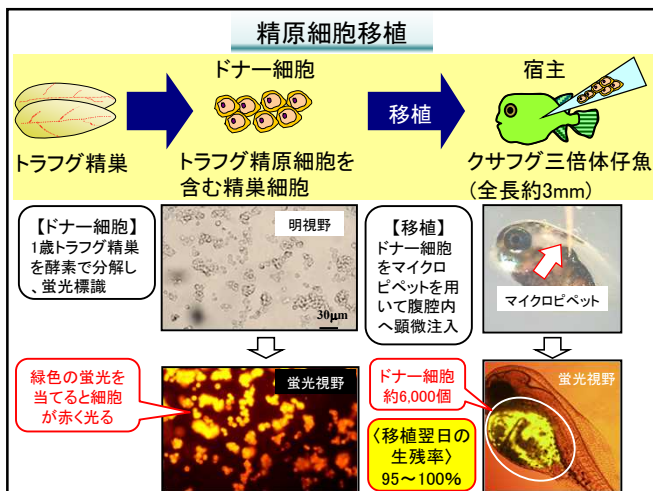 精原細胞移植
ドナー細胞
宿主
移植
トラフグ精巣
トラフグ精原細胞を
含む精巣細胞
クサフグ三倍体仔魚
(全長約3mm)
【ドナー細胞】
1歳トラフグ精巣
を酵素で分解し
、蛍光標識
明視野
30μm
【移植】
ドナー細胞
をマイクロ
ピペットを用
いて腹腔内
へ顕微注入
マイクロピペット
緑色の蛍光を
当てると細胞
が赤く光る
蛍光視野
ドナー細胞
約6,000個
〈移植翌日の
生残率〉
95～100%
蛍光視野